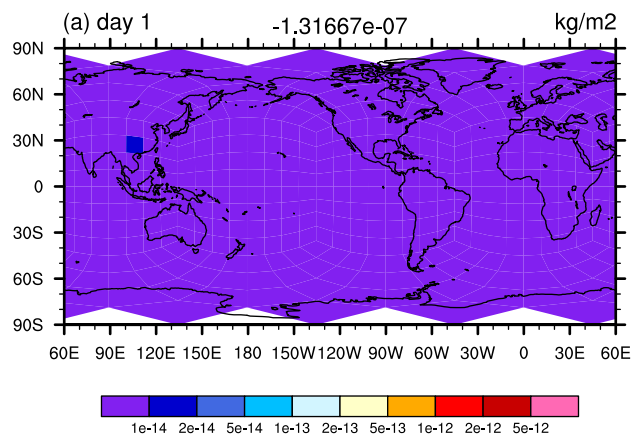 (a) day 1 -1.31667e-07 kg/m2
90N
60N
30N
0
30S
60S
90S
60E 90E 120E 150E 180 150W 120W 90W 60W 30W 0 30E 60E
1e-14 2e-14 5e-14 1e-13 2e-13 5e-13 1e-12 2e-12 5e-12